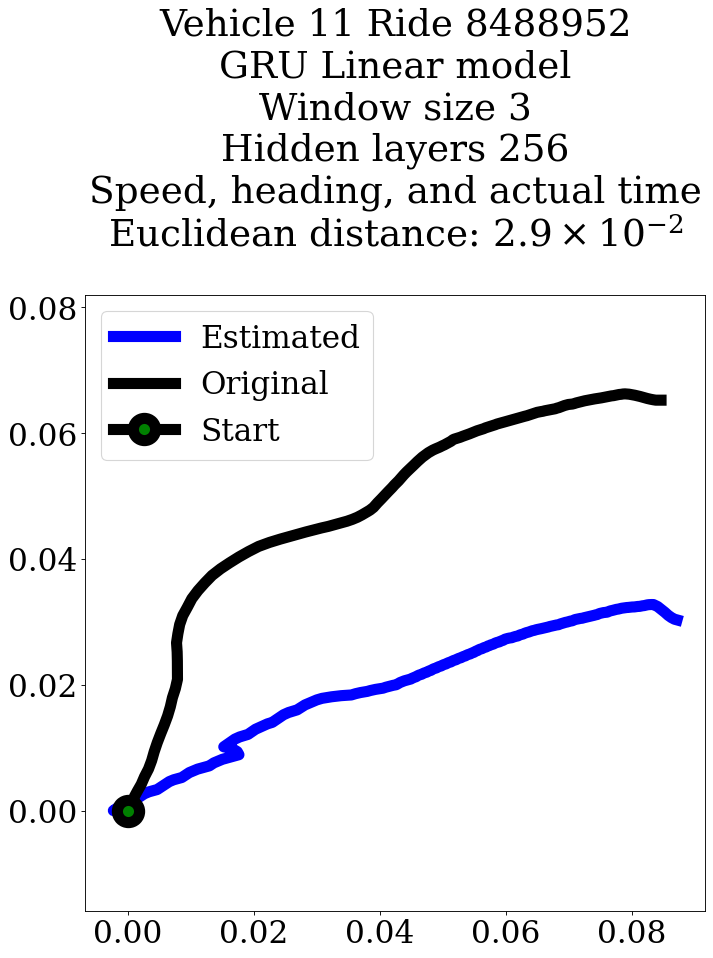 Vehicle 11 Ride 8488952
GRU Linear model
Window size 3
Hidden layers 256
Speed, heading, and actual time
Euclidean distance: 2.9 × 10⁻²
0.08
Estimated
Original
Start
0.06
0.04
0.02
0.00
0.00 0.02 0.04 0.06 0.08